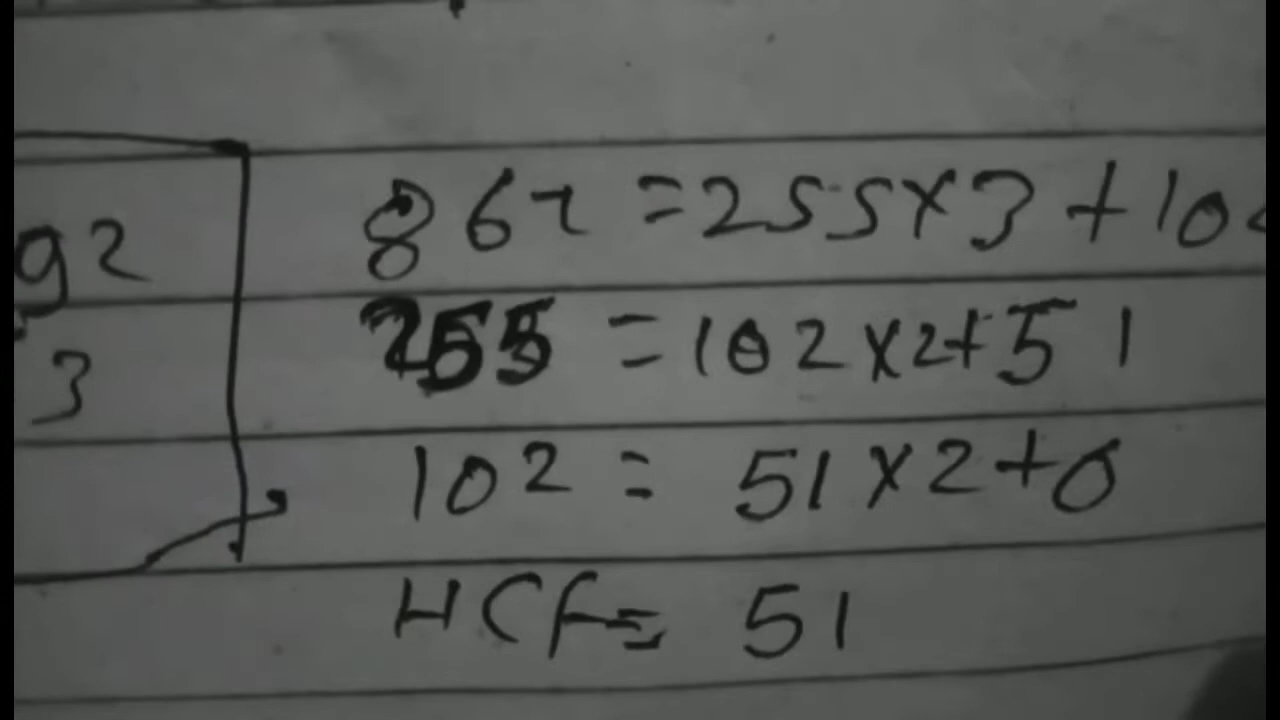 867 = 255 x 3 + 10
92
255 = 102 x 2 + 51
3
102 = 51 x 2 + 0
HCF = 51